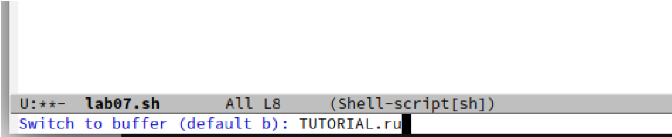 U:**-  lab07.sh       All L8     (Shell-script[sh])
Switch to buffer (default b): TUTORIAL.ru